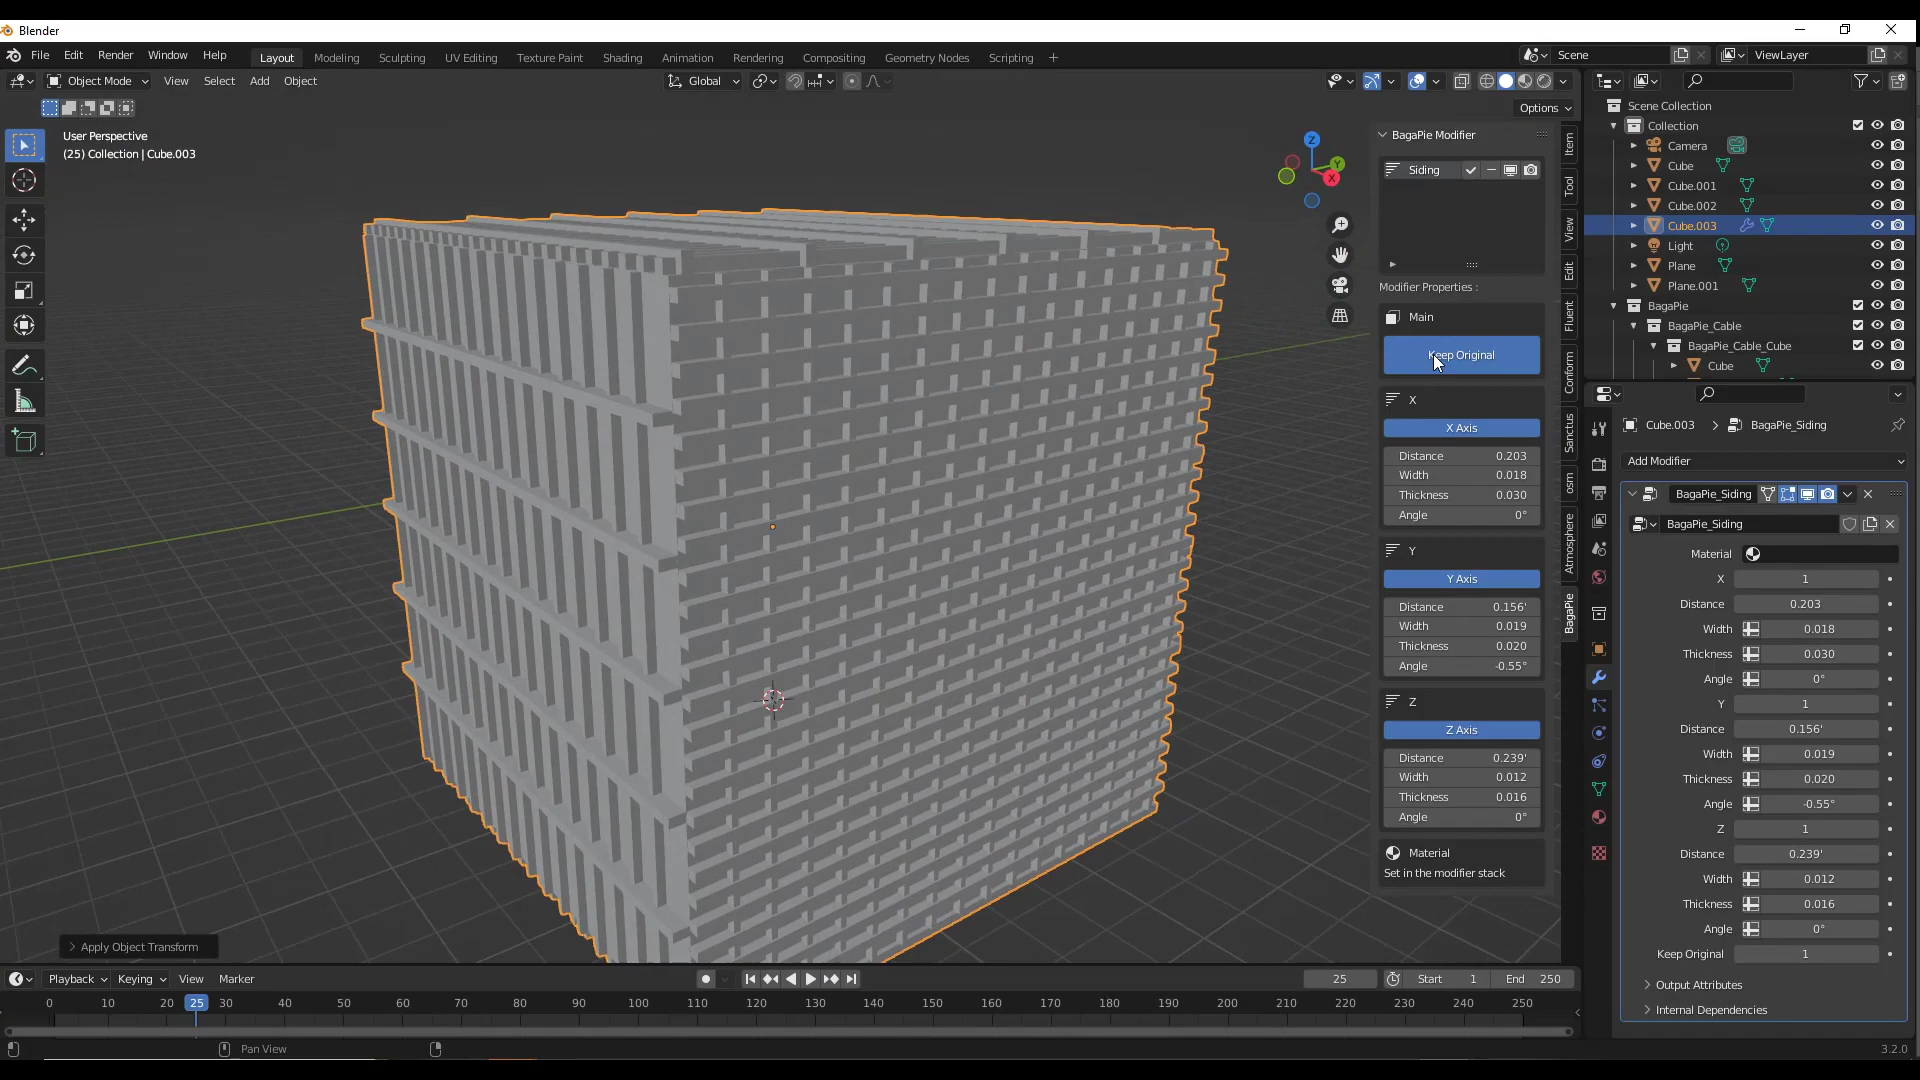 Blender
File Edit Render Window Help
Layout Modeling Sculpting UV Editing Texture Paint Shading Animation Rendering Compositing Geometry Nodes Scripting +
Scene
ViewLayer
Object Mode View Select Add Object
Global
Options
User Perspective
(25) Collection | Cube.003
Z
Y
X
BagaPie Modifier
Siding
Modifier Properties :
Main
Keep Original
X
X Axis
Distance 0.203
Width 0.018
Thickness 0.030
Angle 0°
Y
Y Axis
Distance 0.156'
Width 0.019
Thickness 0.020
Angle -0.55°
Z
Z Axis
Distance 0.239'
Width 0.012
Thickness 0.016
Angle 0°
Material
Set in the modifier stack
Item
Tool
View
Edit
Fluent
Conform
Sanctus
osm
Atmosphere
BagaPie
Scene Collection
Collection
Camera
Cube
Cube.001
Cube.002
Cube.003
Light
Plane
Plane.001
BagaPie
BagaPie_Cable
BagaPie_Cable_Cube
Cube
Cube.003 > BagaPie_Siding
Add Modifier
BagaPie_Siding
BagaPie_Siding
Material
X 1
Distance 0.203
Width 0.018
Thickness 0.030
Angle 0°
Y 1
Distance 0.156'
Width 0.019
Thickness 0.020
Angle -0.55°
Z 1
Distance 0.239'
Width 0.012
Thickness 0.016
Angle 0°
Keep Original 1
Output Attributes
Internal Dependencies
Apply Object Transform
Playback Keying View Marker
25 Start 1 End 250
0 10 20 25 30 40 50 60 70 80 90 100 110 120 130 140 150 160 170 180 190 200 210 220 230 240 250
Pan View
3.2.0